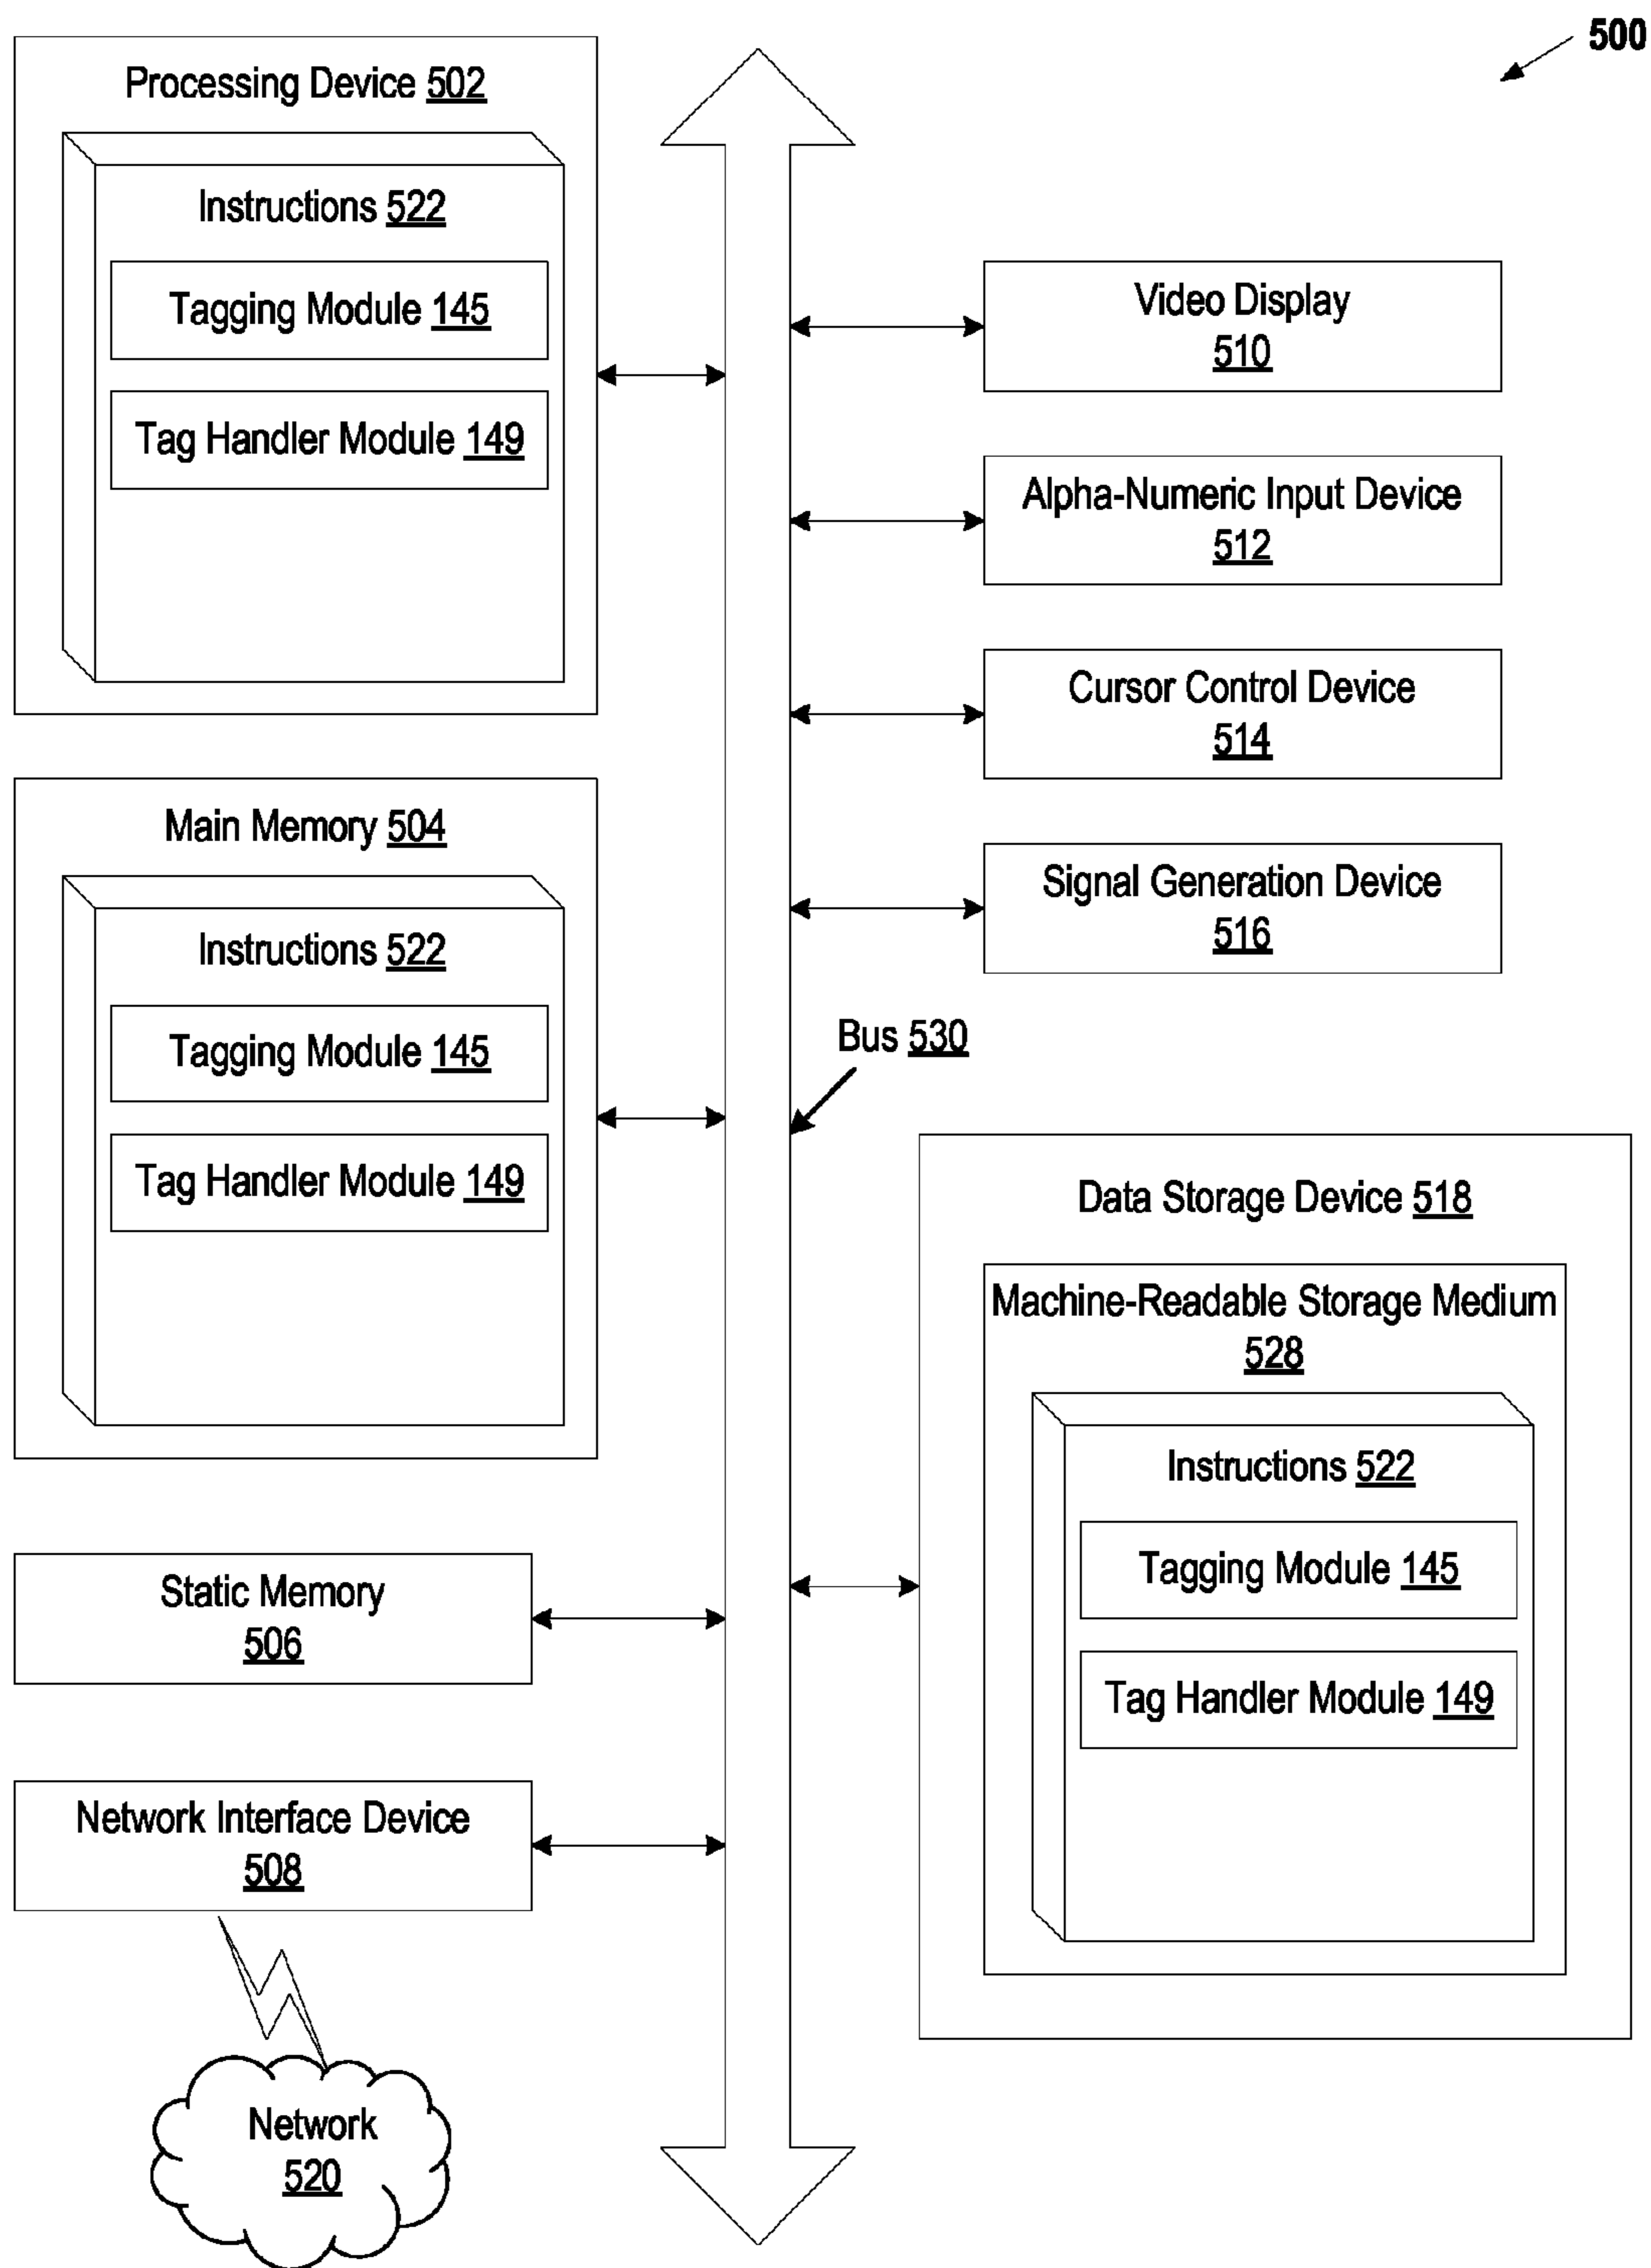 500
Processing Device 502
Instructions 522
Tagging Module 145
Tag Handler Module 149
Main Memory 504
Instructions 522
Tagging Module 145
Tag Handler Module 149
Static Memory
506
Network Interface Device
508
Network
520
Video Display
510
Alpha-Numeric Input Device
512
Cursor Control Device
514
Signal Generation Device
516
Bus 530
Data Storage Device 518
Machine-Readable Storage Medium
528
Instructions 522
Tagging Module 145
Tag Handler Module 149